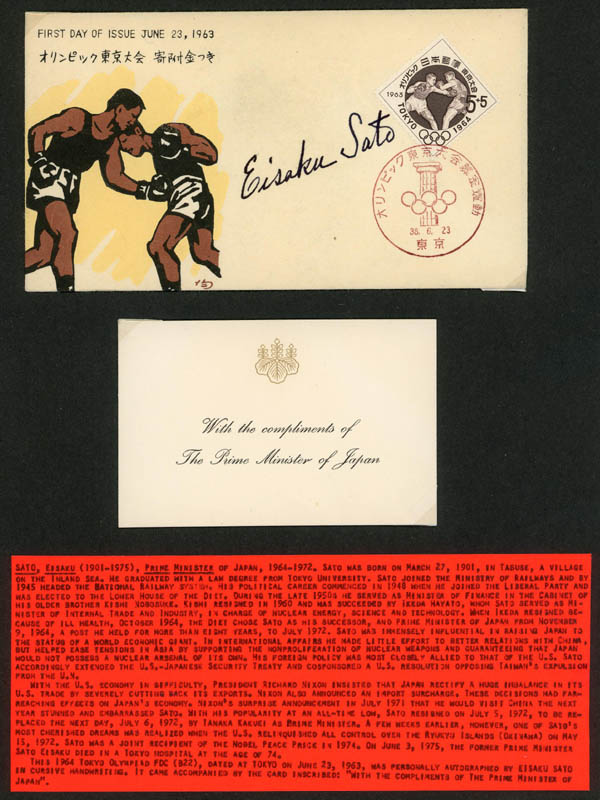 FIRST DAY OF ISSUE JUNE 23, 1963
オリンピック東京大会 寄附金つき
オリンピック 日本郵便 東京大会
1963
5+5
TOKYO 1964
Eisaku Sato
オリンピック東京大会募金運動
38. 6. 23
東京
With the compliments of
The Prime Minister of Japan
SATO, EISAKU (1901-1975), PRIME MINISTER OF JAPAN, 1964-1972. SATO WAS BORN ON MARCH 27, 1901, IN TABUSE, A VILLAGE
ON THE INLAND SEA. HE GRADUATED WITH A LAW DEGREE FROM TOKYO UNIVERSITY. SATO JOINED THE MINISTRY OF RAILWAYS AND BY
1945 HEADED THE NATIONAL RAILWAY SYSTEM. HIS POLITICAL CAREER COMMENCED IN 1948 WHEN HE JOINED THE LIBERAL PARTY AND
WAS ELECTED TO THE LOWER HOUSE OF THE DIET. DURING THE LATE 1950S HE SERVED AS MINISTER OF FINANCE IN THE CABINET OF
HIS OLDER BROTHER KISHI NOBUSUKE. KISHI RESIGNED IN 1960 AND WAS SUCCEEDED BY IKEDA HAYATO, WHOM SATO SERVED AS MI-
NISTER OF INTERNAL TRADE AND INDUSTRY, IN CHARGE OF NUCLEAR ENERGY, SCIENCE AND TECHNOLOGY. WHEN IKEDA RESIGNED BE-
CAUSE OF ILL HEALTH, OCTOBER 1964, THE DIET CHOSE SATO AS HIS SUCCESSOR, AND PRIME MINISTER OF JAPAN FROM NOVEMBER
9, 1964, A POST HE HELD FOR MORE THAN EIGHT YEARS, TO JULY 1972. SATO WAS IMMENSELY INFLUENTIAL IN RAISING JAPAN TO
THE STATUS OF A WORLD ECONOMIC GIANT. IN INTERNATIONAL AFFAIRS HE MADE LITTLE EFFORT TO BETTER RELATIONS WITH CHINA,
BUT HELPED EASE TENSIONS IN ASIA BY SUPPORTING THE NONPROLIFERATION OF NUCLEAR WEAPONS AND GUARANTEEING THAT JAPAN
WOULD NOT POSSESS A NUCLEAR ARSENAL OF ITS OWN. HIS FOREIGN POLICY WAS MOST CLOSELY ALLIED TO THAT OF THE U.S. SATO
ACCORDINGLY EXTENDED THE U.S.-JAPANESE SECURITY TREATY AND COSPONSORED A U.S. RESOLUTION OPPOSING TAIWAN'S EXPULSION
FROM THE U.N.
WITH THE U.S. ECONOMY IN DIFFICULTY, PRESIDENT RICHARD NIXON INSISTED THAT JAPAN RECTIFY A HUGE IMBALANCE IN ITS
U.S. TRADE BY SEVERELY CUTTING BACK ITS EXPORTS. NIXON ALSO ANNOUNCED AN IMPORT SURCHARGE. THESE DECISIONS HAD FAR-
REACHING EFFECTS ON JAPAN'S ECONOMY. NIXON'S SURPRISE ANNOUNCEMENT IN JULY 1971 THAT HE WOULD VISIT CHINA THE NEXT
YEAR STUNNED AND EMBARRASSED SATO. WITH HIS POPULARITY AT AN ALL-TIME LOW, SATO RESIGNED ON JULY 5, 1972, TO BE RE-
PLACED THE NEXT DAY, JULY 6, 1972, BY TANAKA KAKUEI AS PRIME MINISTER. A FEW WEEKS EARLIER, HOWEVER, ONE OF SATO'S
MOST CHERISHED DREAMS WAS REALIZED WHEN THE U.S. RELINQUISHED ALL CONTROL OVER THE RYUKYU ISLANDS (OKINAWA) ON MAY
15, 1972. SATO WAS A JOINT RECIPIENT OF THE NOBEL PEACE PRICE IN 1974. ON JUNE 3, 1975, THE FORMER PRIME MINISTER
SATO EISAKU DIED IN A TOKYO HOSPITAL AT THE AGE OF 74.
THIS 1964 TOKYO OLYMPIAD FDC (B22), DATED AT TOKYO ON JUNE 23, 1963, WAS PERSONALLY AUTOGRAPHED BY EISAKU SATO
IN CURSIVE HANDWRITING. IT CAME ACCOMPANIED BY THE CARD INSCRIBED: "WITH THE COMPLIMENTS OF THE PRIME MINISTER OF
JAPAN".